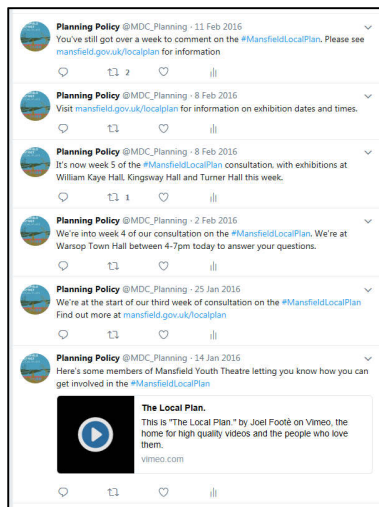 Planning Policy @MDC_Planning · 11 Feb 2016
You've still got over a week to comment on the #MansfieldLocalPlan. Please see
mansfield.gov.uk/localplan for information
2
Planning Policy @MDC_Planning · 8 Feb 2016
Visit mansfield.gov.uk/localplan for information on exhibition dates and times.
Planning Policy @MDC_Planning · 8 Feb 2016
It's now week 5 of the #MansfieldLocalPlan consultation, with exhibitions at
William Kaye Hall, Kingsway Hall and Turner Hall this week.
1
Planning Policy @MDC_Planning · 2 Feb 2016
We're into week 4 of our consultation on the #MansfieldLocalPlan. We're at
Warsop Town Hall between 4-7pm today to answer your questions.
Planning Policy @MDC_Planning · 25 Jan 2016
We're at the start of our third week of consultation on the #MansfieldLocalPlan
Find out more at mansfield.gov.uk/localplan
Planning Policy @MDC_Planning · 14 Jan 2016
Here's some members of Mansfield Youth Theatre letting you know how you can
get involved in the #MansfieldLocalPlan
The Local Plan.
This is "The Local Plan." by Joel Footè on Vimeo, the
home for high quality videos and the people who love
them.
vimeo.com